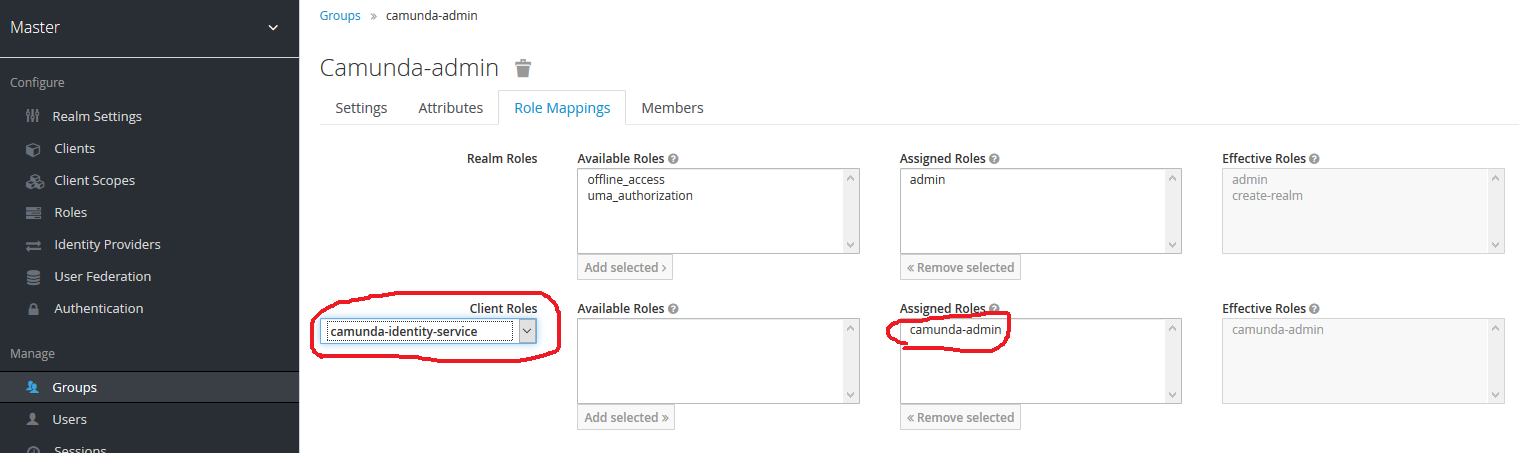 Master
Groups » camunda-admin
Camunda-admin
Configure
Settings Attributes Role Mappings Members
Realm Settings
Clients
Client Scopes
Roles
Identity Providers
User Federation
Authentication
Manage
Groups
Users
Sessions
Realm Roles
Available Roles ?
offline_access
uma_authorization
Add selected ›
Assigned Roles ?
admin
« Remove selected
Effective Roles ?
admin
create-realm
Client Roles
camunda-identity-service
Available Roles ?
Add selected »
Assigned Roles ?
camunda-admin
« Remove selected
Effective Roles ?
camunda-admin